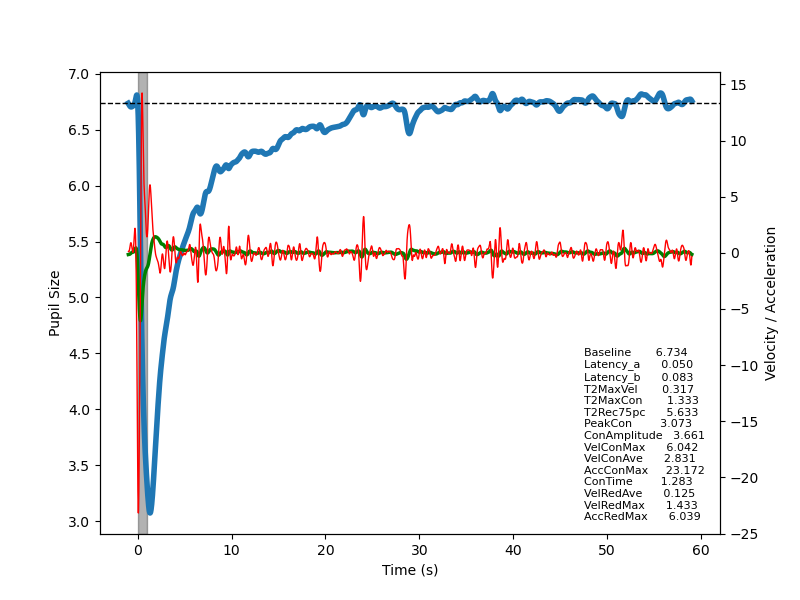 7.0
6.5
6.0
5.5
5.0
4.5
4.0
3.5
3.0
Pupil Size
15
10
5
0
−5
−10
−15
−20
−25
Velocity / Acceleration
Baseline 6.734
Latency_a 0.050
Latency_b 0.083
T2MaxVel 0.317
T2MaxCon 1.333
T2Rec75pc 5.633
PeakCon 3.073
ConAmplitude 3.661
VelConMax 6.042
VelConAve 2.831
AccConMax 23.172
ConTime 1.283
VelRedAve 0.125
VelRedMax 1.433
AccRedMax 6.039
0 10 20 30 40 50 60
Time (s)